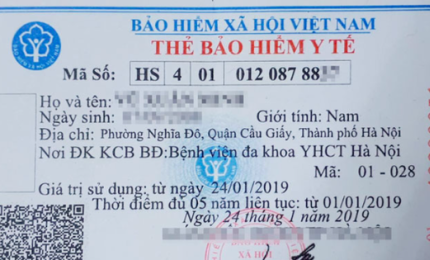 BẢO HIỂM XÃ HỘI VIỆT NAM
THẺ BẢO HIỂM Y TẾ
Mã Số: HS 4 01 012 087 88
Họ và tên:
Ngày sinh: Giới tính: Nam
Địa chỉ: Phường Nghĩa Đô, Quận Cầu Giấy, Thành phố Hà Nội
Nơi ĐK KCB BĐ:Bệnh viện đa khoa YHCT Hà Nội
Mã: 01 - 028
Giá trị sử dụng: từ ngày 24/01/2019
Thời điểm đủ 05 năm liên tục: từ 01/01/2019
Ngày 24 tháng 1 năm 2019
BẢO HIỂM
XÃ HỘI